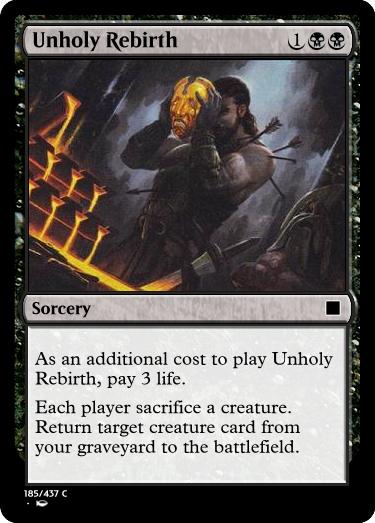 Unholy Rebirth 1
Sorcery
As an additional cost to play Unholy
Rebirth, pay 3 life.
Each player sacrifice a creature.
Return target creature card from
your graveyard to the battlefield.
185/437 C